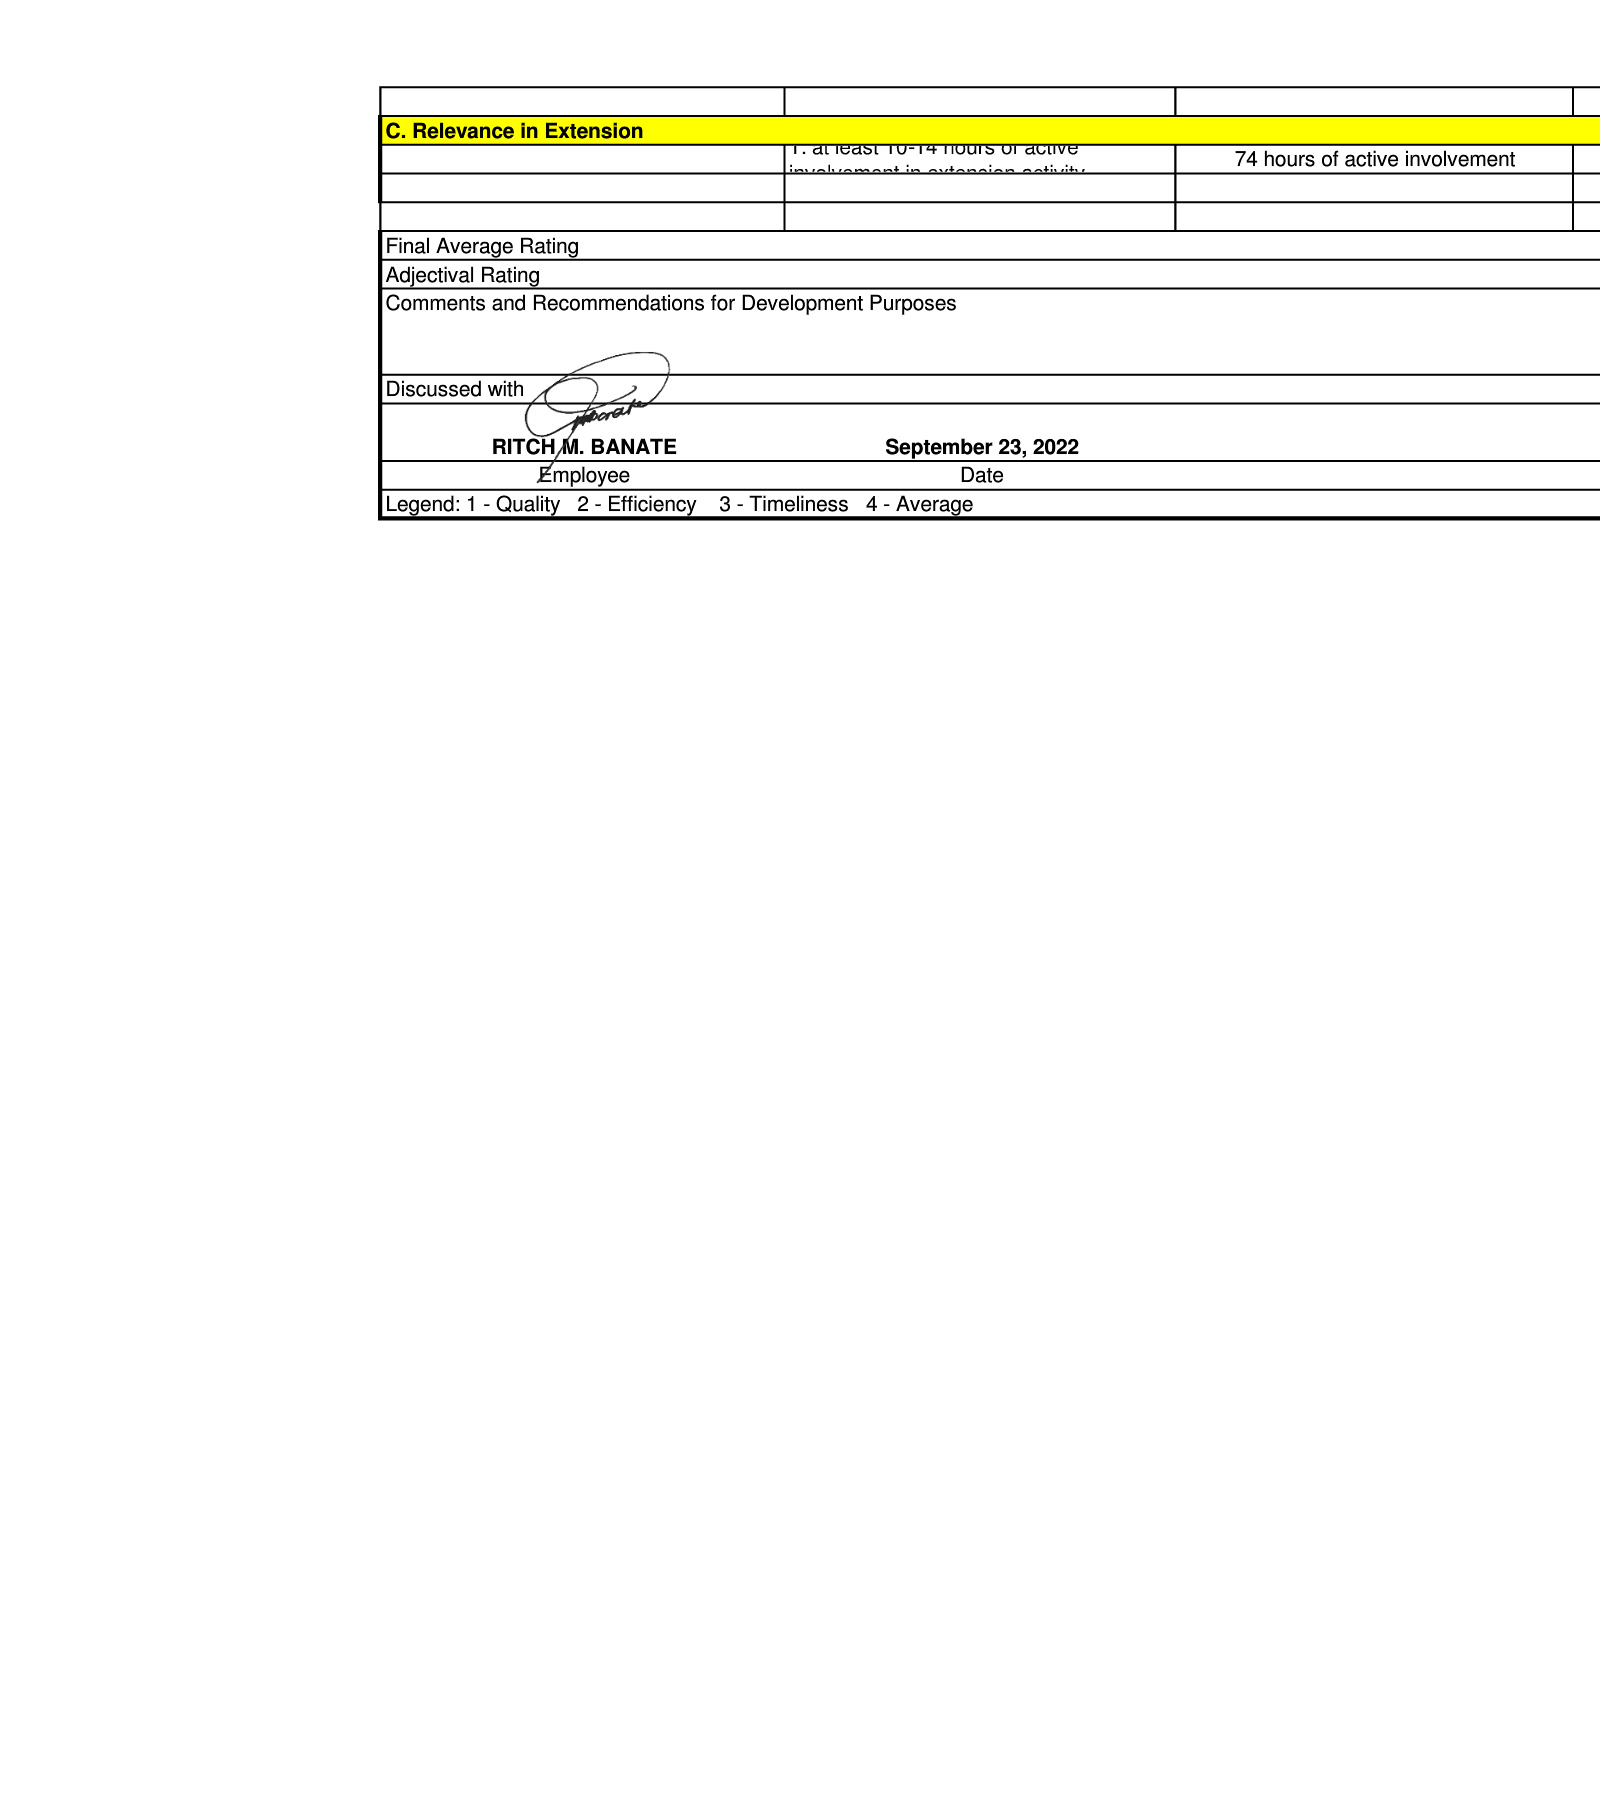 C. Relevance in Extension
1. at least 10-14 hours of active
involvement in extension activity
74 hours of active involvement
Final Average Rating
Adjectival Rating
Comments and Recommendations for Development Purposes
Discussed with
RITCH M. BANATE September 23, 2022
Employee Date
Legend: 1 - Quality 2 - Efficiency 3 - Timeliness 4 - Average